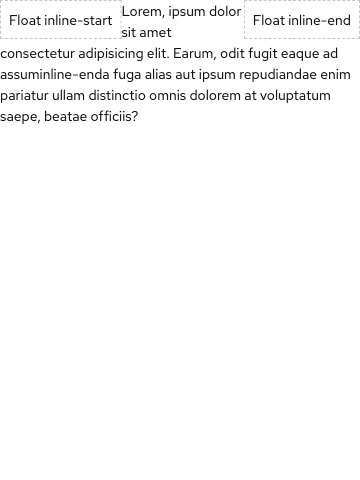 Float inline-start
Lorem, ipsum dolor
Float inline-end
sit amet
consectetur adipisicing elit. Earum, odit fugit eaque ad
assuminline-enda fuga alias aut ipsum repudiandae enim
pariatur ullam distinctio omnis dolorem at voluptatum
saepe, beatae officiis?